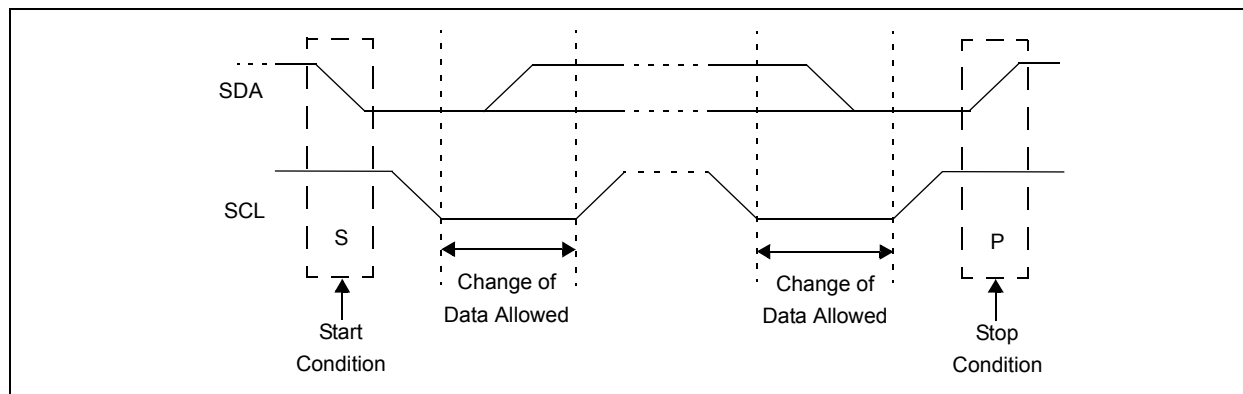 SDA
SCL
S
P
Change of
Data Allowed
Change of
Data Allowed
Start
Condition
Stop
Condition